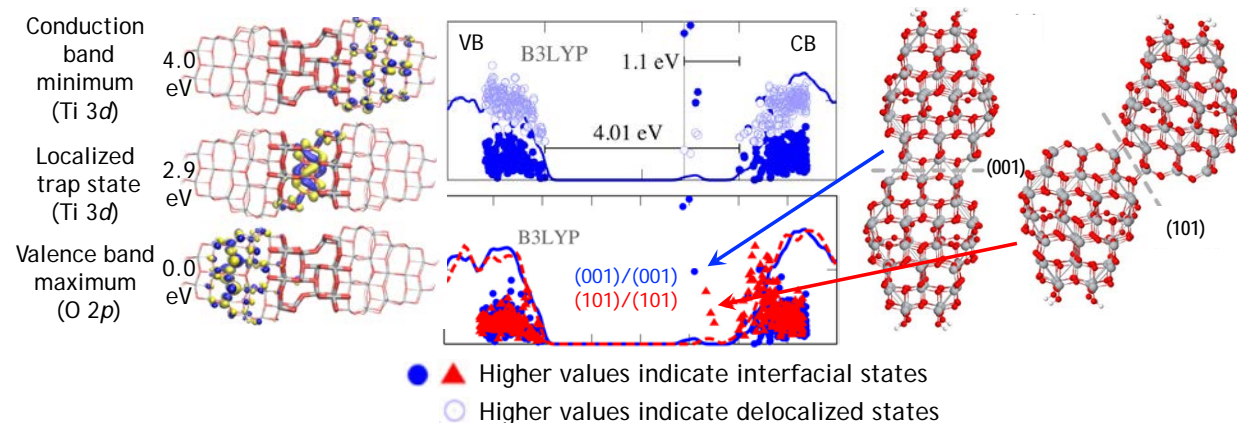 Conduction
band
minimum
(Ti 3d)
4.0
eV
Localized
trap state
(Ti 3d)
2.9
eV
Valence band
maximum
(O 2p)
0.0
eV
VB
CB
B3LYP
1.1 eV
4.01 eV
B3LYP
(001)/(001)
(101)/(101)
(001)
(101)
Higher values indicate interfacial states
Higher values indicate delocalized states